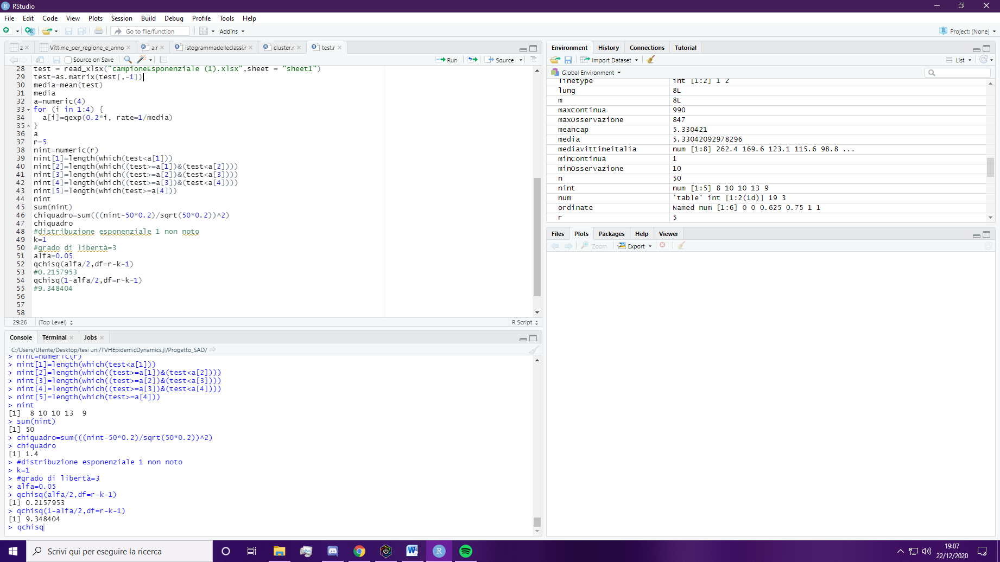 RStudio
File Edit Code View Plots Session Build Debug Profile Tools Help
Go to file/function Addins Project: (None)
z Vittime_per_regione_e_anno a.r istogrammadelleclassi.r cluster.r test.r
Source on Save Run Source
28 test = read_xlsx("campioneEsponenziale (1).xlsx",sheet = "sheet1")
29 test=as.matrix(test[,-1])
30 media=mean(test)
31 media
32 a=numeric(4)
33 for (i in 1:4) {
34 a[i]=qexp(0.2*i, rate=1/media)
35 }
36 a
37 r=5
38 nint=numeric(r)
39 nint[1]=length(which(test<a[1]))
40 nint[2]=length(which((test>=a[1])&(test<a[2])))
41 nint[3]=length(which((test>=a[2])&(test<a[3])))
42 nint[4]=length(which((test>=a[3])&(test<a[4])))
43 nint[5]=length(which(test>=a[4]))
44 nint
45 sum(nint)
46 chiquadro=sum(((nint-50*0.2)/sqrt(50*0.2))^2)
47 chiquadro
48 #distribuzione esponenziale 1 non noto
49 k=1
50 #grado di libertà=3
51 alfa=0.05
52 qchisq(alfa/2,df=r-k-1)
53 #0.2157953
54 qchisq(1-alfa/2,df=r-k-1)
55 #9.348404
56
57
58
29:26 (Top Level) R Script
Console Terminal Jobs
C:/Users/Utente/Desktop/tesi uni/TVHEpidemicDynamics.jl/Progetto_SAD/
> nint=numeric(r)
> nint[1]=length(which(test<a[1]))
> nint[2]=length(which((test>=a[1])&(test<a[2])))
> nint[3]=length(which((test>=a[2])&(test<a[3])))
> nint[4]=length(which((test>=a[3])&(test<a[4])))
> nint[5]=length(which(test>=a[4]))
> nint
[1] 8 10 10 13 9
> sum(nint)
[1] 50
> chiquadro=sum(((nint-50*0.2)/sqrt(50*0.2))^2)
> chiquadro
[1] 1.4
> #distribuzione esponenziale 1 non noto
> k=1
> #grado di libertà=3
> alfa=0.05
> qchisq(alfa/2,df=r-k-1)
[1] 0.2157953
> qchisq(1-alfa/2,df=r-k-1)
[1] 9.348404
> qchisq
Environment History Connections Tutorial
Import Dataset List
Global Environment
linetype int [1:2] 1 2
lung 8L
m 8L
maxContinua 990
maxOsservazione 847
meancap 5.330421
media 5.33042092978296
mediavittimeitalia num [1:8] 262.4 169.6 123.1 115.6 98.8 ...
minContinua 1
minOsservazione 10
n 50
nint num [1:5] 8 10 10 13 9
num 'table' int [1:2(1d)] 19 3
ordinate Named num [1:6] 0 0 0.625 0.75 1 1
r 5
Files Plots Packages Help Viewer
Zoom Export
Scrivi qui per eseguire la ricerca
19:07
22/12/2020